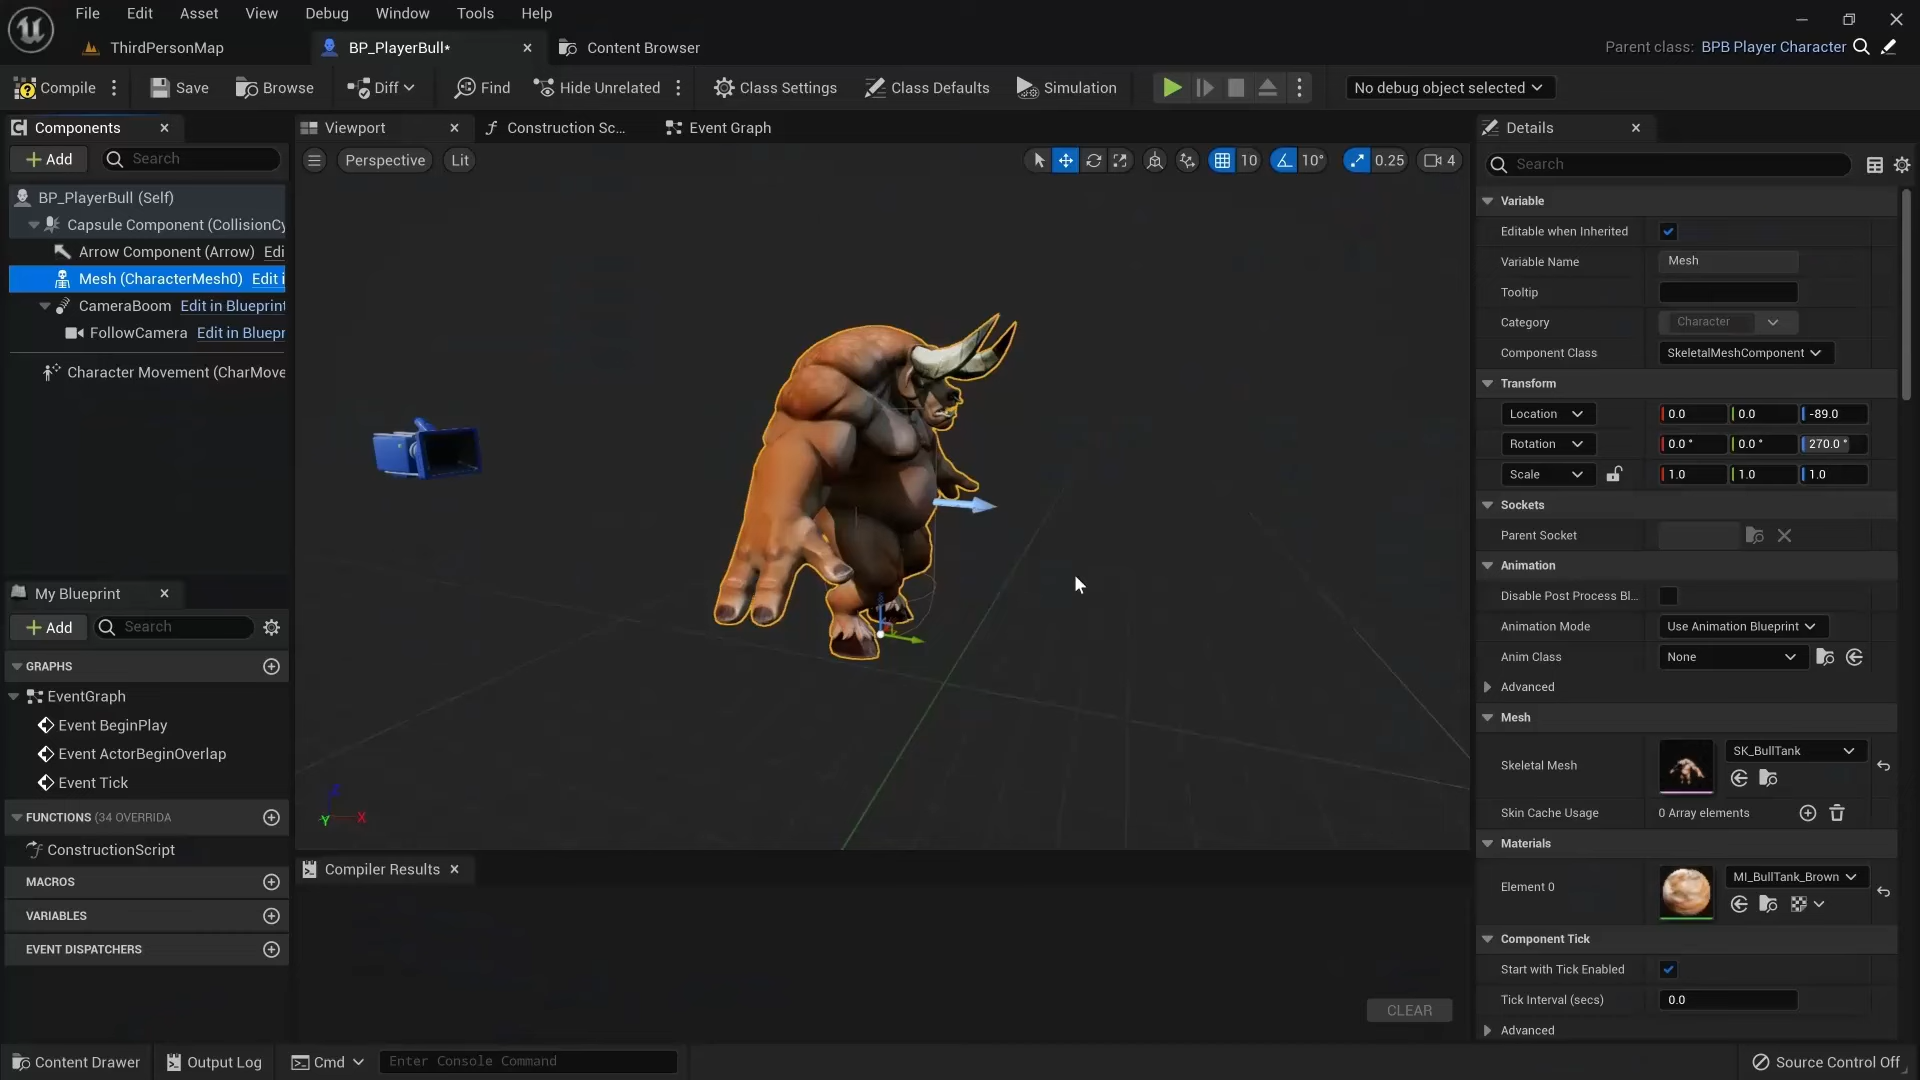 File Edit Asset View Debug Window Tools Help
ThirdPersonMap BP_PlayerBull* Content Browser
Parent class: BPB Player Character
Compile Save Browse Diff Find Hide Unrelated Class Settings Class Defaults Simulation No debug object selected
Components
Add Search
BP_PlayerBull (Self)
Capsule Component (CollisionCy
Arrow Component (Arrow) Edi
Mesh (CharacterMesh0) Edit i
CameraBoom Edit in Blueprint
FollowCamera Edit in Bluepr
Character Movement (CharMove
My Blueprint
Add Search
GRAPHS
EventGraph
Event BeginPlay
Event ActorBeginOverlap
Event Tick
FUNCTIONS (34 OVERRIDA
ConstructionScript
MACROS
VARIABLES
EVENT DISPATCHERS
Viewport Construction Sc... Event Graph
Perspective Lit 10 10° 0.25 4
Z
Y X
Compiler Results
CLEAR
Details
Search
Variable
Editable when Inherited
Variable Name Mesh
Tooltip
Category Character
Component Class SkeletalMeshComponent
Transform
Location 0.0 0.0 -89.0
Rotation 0.0 ° 0.0 ° 270.0 °
Scale 1.0 1.0 1.0
Sockets
Parent Socket
Animation
Disable Post Process Bl...
Animation Mode Use Animation Blueprint
Anim Class None
Advanced
Mesh
Skeletal Mesh SK_BullTank
Skin Cache Usage 0 Array elements
Materials
Element 0 MI_BullTank_Brown
Component Tick
Start with Tick Enabled
Tick Interval (secs) 0.0
Advanced
Content Drawer Output Log Cmd Enter Console Command Source Control Off